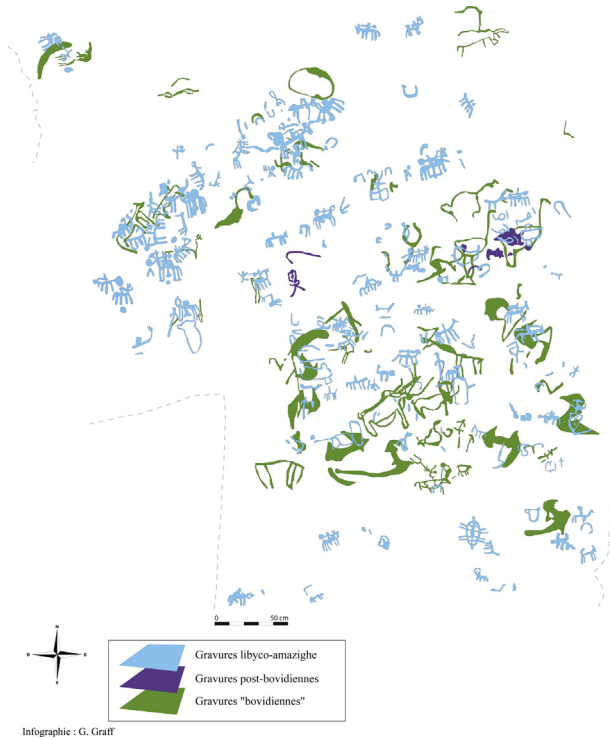 0 50 cm
N
O E
S
Gravures libyco-amazighe
Gravures post-bovidiennes
Gravures "bovidiennes"
Infographie : G. Graff